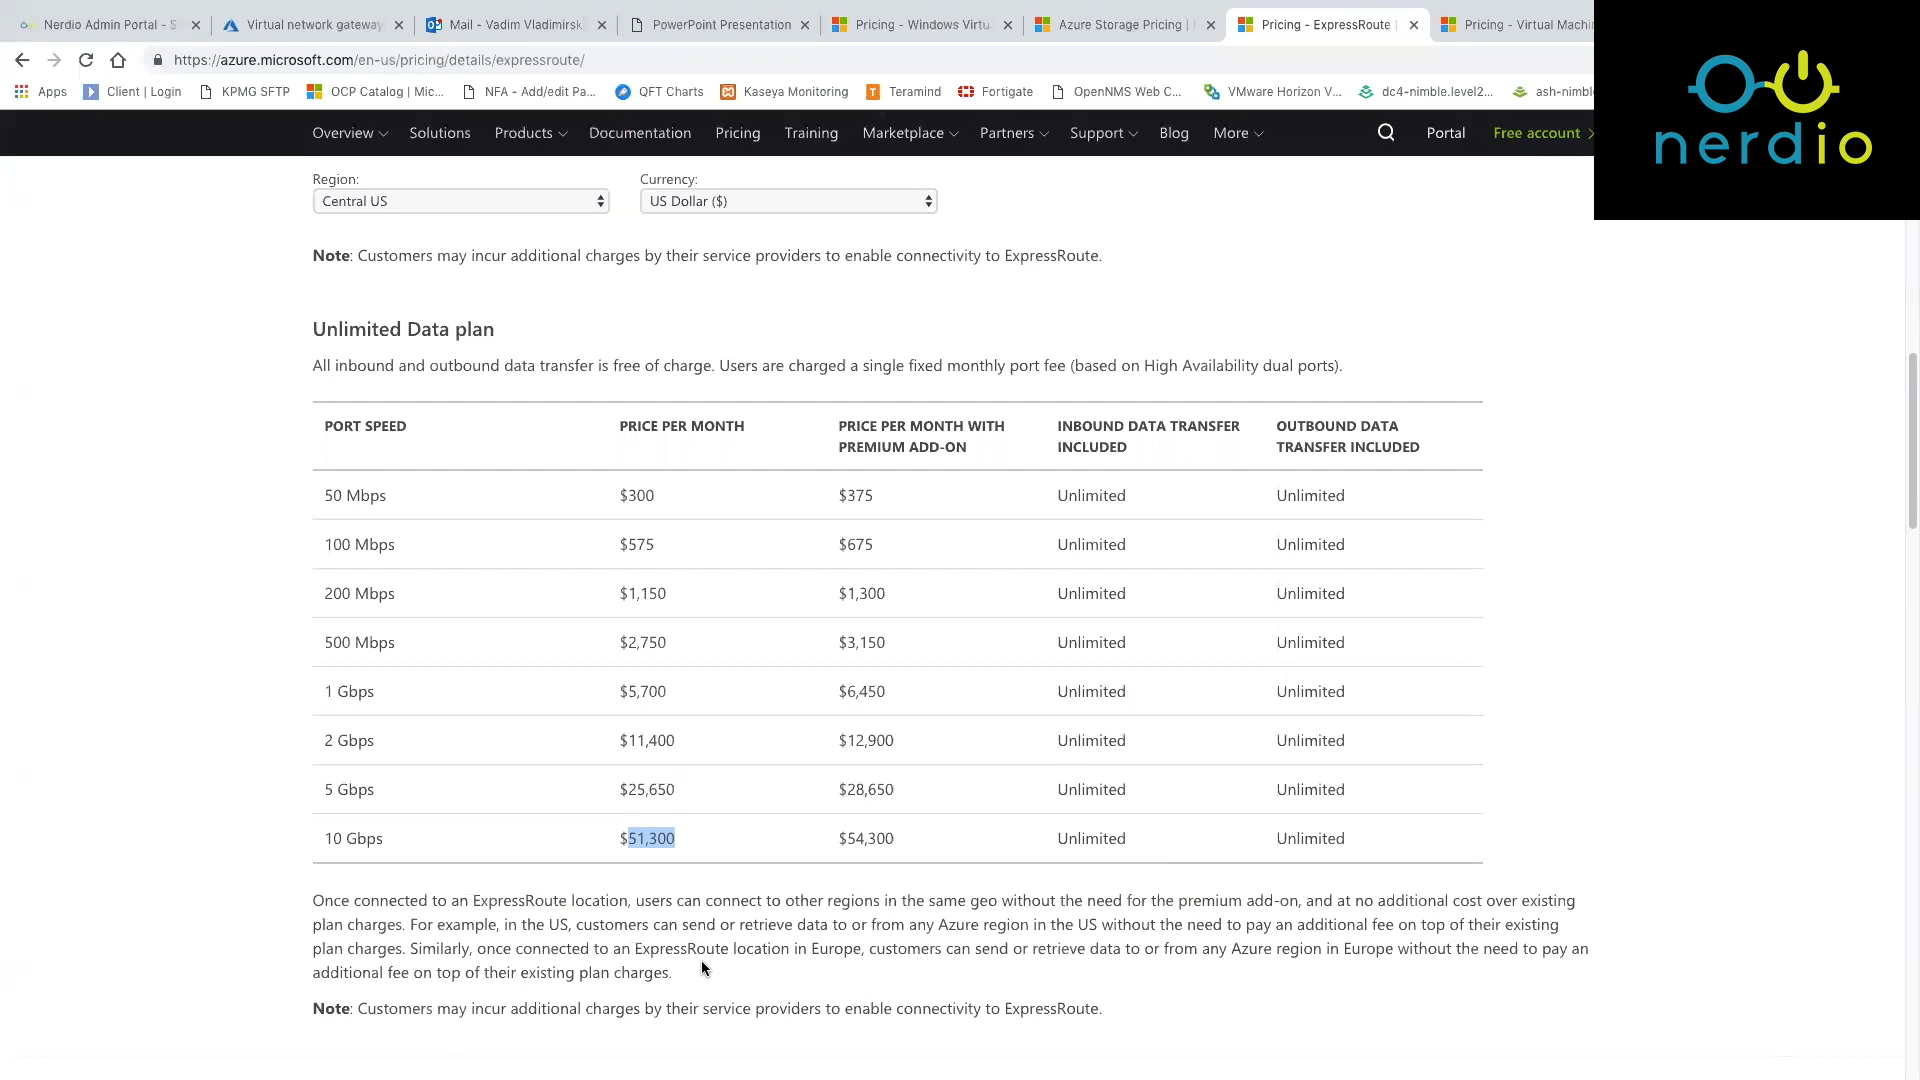 Nerdio Admin Portal - S
Virtual network gateway
Mail - Vadim Vladimirsk
PowerPoint Presentation
Pricing - Windows Virtu
Azure Storage Pricing |
Pricing - ExpressRoute |
Pricing - Virtual Machin
https://azure.microsoft.com/en-us/pricing/details/expressroute/
Apps
Client | Login
KPMG SFTP
OCP Catalog | Mic...
NFA - Add/edit Pa...
QFT Charts
Kaseya Monitoring
Teramind
Fortigate
OpenNMS Web C...
VMware Horizon V...
dc4-nimble.level2...
ash-nimbl
nerdio
Overview
Solutions
Products
Documentation
Pricing
Training
Marketplace
Partners
Support
Blog
More
Portal
Free account
Region:
Currency:
Central US
US Dollar ($)
Note: Customers may incur additional charges by their service providers to enable connectivity to ExpressRoute.
Unlimited Data plan
All inbound and outbound data transfer is free of charge. Users are charged a single fixed monthly port fee (based on High Availability dual ports).
PORT SPEED PRICE PER MONTH PRICE PER MONTH WITH INBOUND DATA TRANSFER OUTBOUND DATA
PREMIUM ADD-ON INCLUDED TRANSFER INCLUDED
50 Mbps $300 $375 Unlimited Unlimited
100 Mbps $575 $675 Unlimited Unlimited
200 Mbps $1,150 $1,300 Unlimited Unlimited
500 Mbps $2,750 $3,150 Unlimited Unlimited
1 Gbps $5,700 $6,450 Unlimited Unlimited
2 Gbps $11,400 $12,900 Unlimited Unlimited
5 Gbps $25,650 $28,650 Unlimited Unlimited
10 Gbps $51,300 $54,300 Unlimited Unlimited
Once connected to an ExpressRoute location, users can connect to other regions in the same geo without the need for the premium add-on, and at no additional cost over existing
plan charges. For example, in the US, customers can send or retrieve data to or from any Azure region in the US without the need to pay an additional fee on top of their existing
plan charges. Similarly, once connected to an ExpressRoute location in Europe, customers can send or retrieve data to or from any Azure region in Europe without the need to pay an
additional fee on top of their existing plan charges.
Note: Customers may incur additional charges by their service providers to enable connectivity to ExpressRoute.